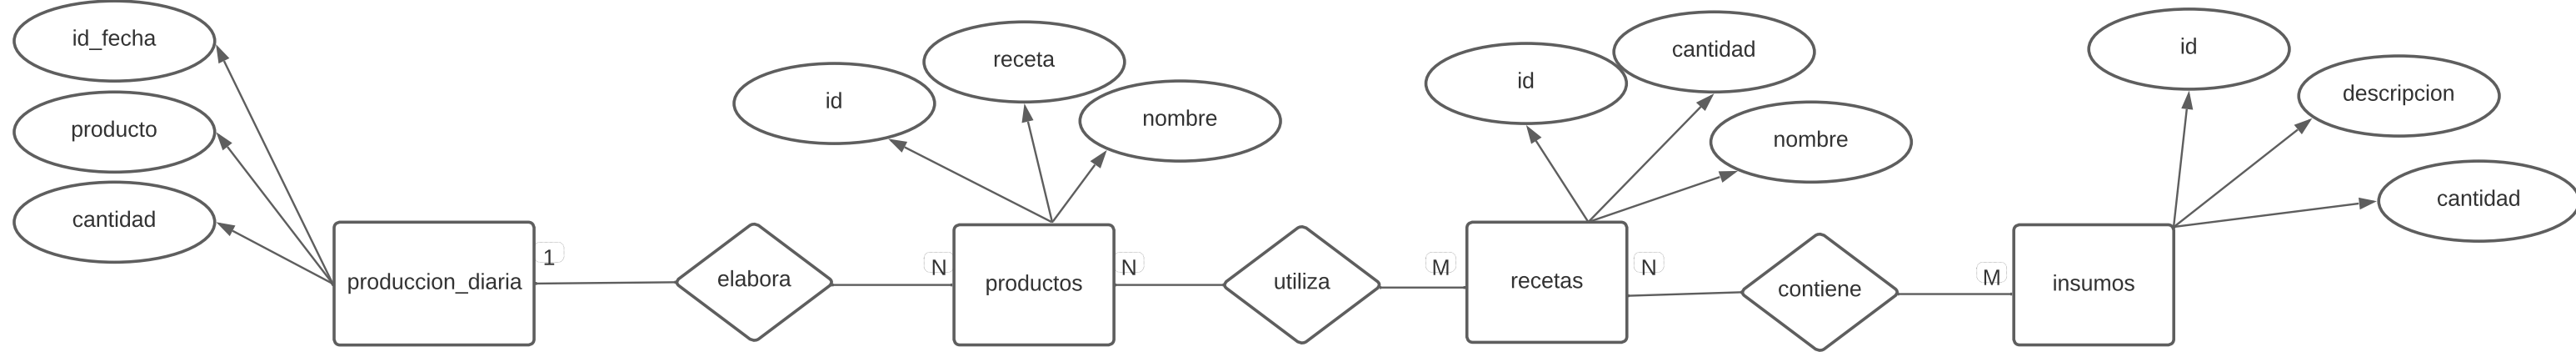 id_fecha
producto
cantidad
produccion_diaria
1
elabora
N
id
receta
nombre
productos
N
utiliza
M
id
cantidad
nombre
recetas
N
contiene
M
id
descripcion
cantidad
insumos